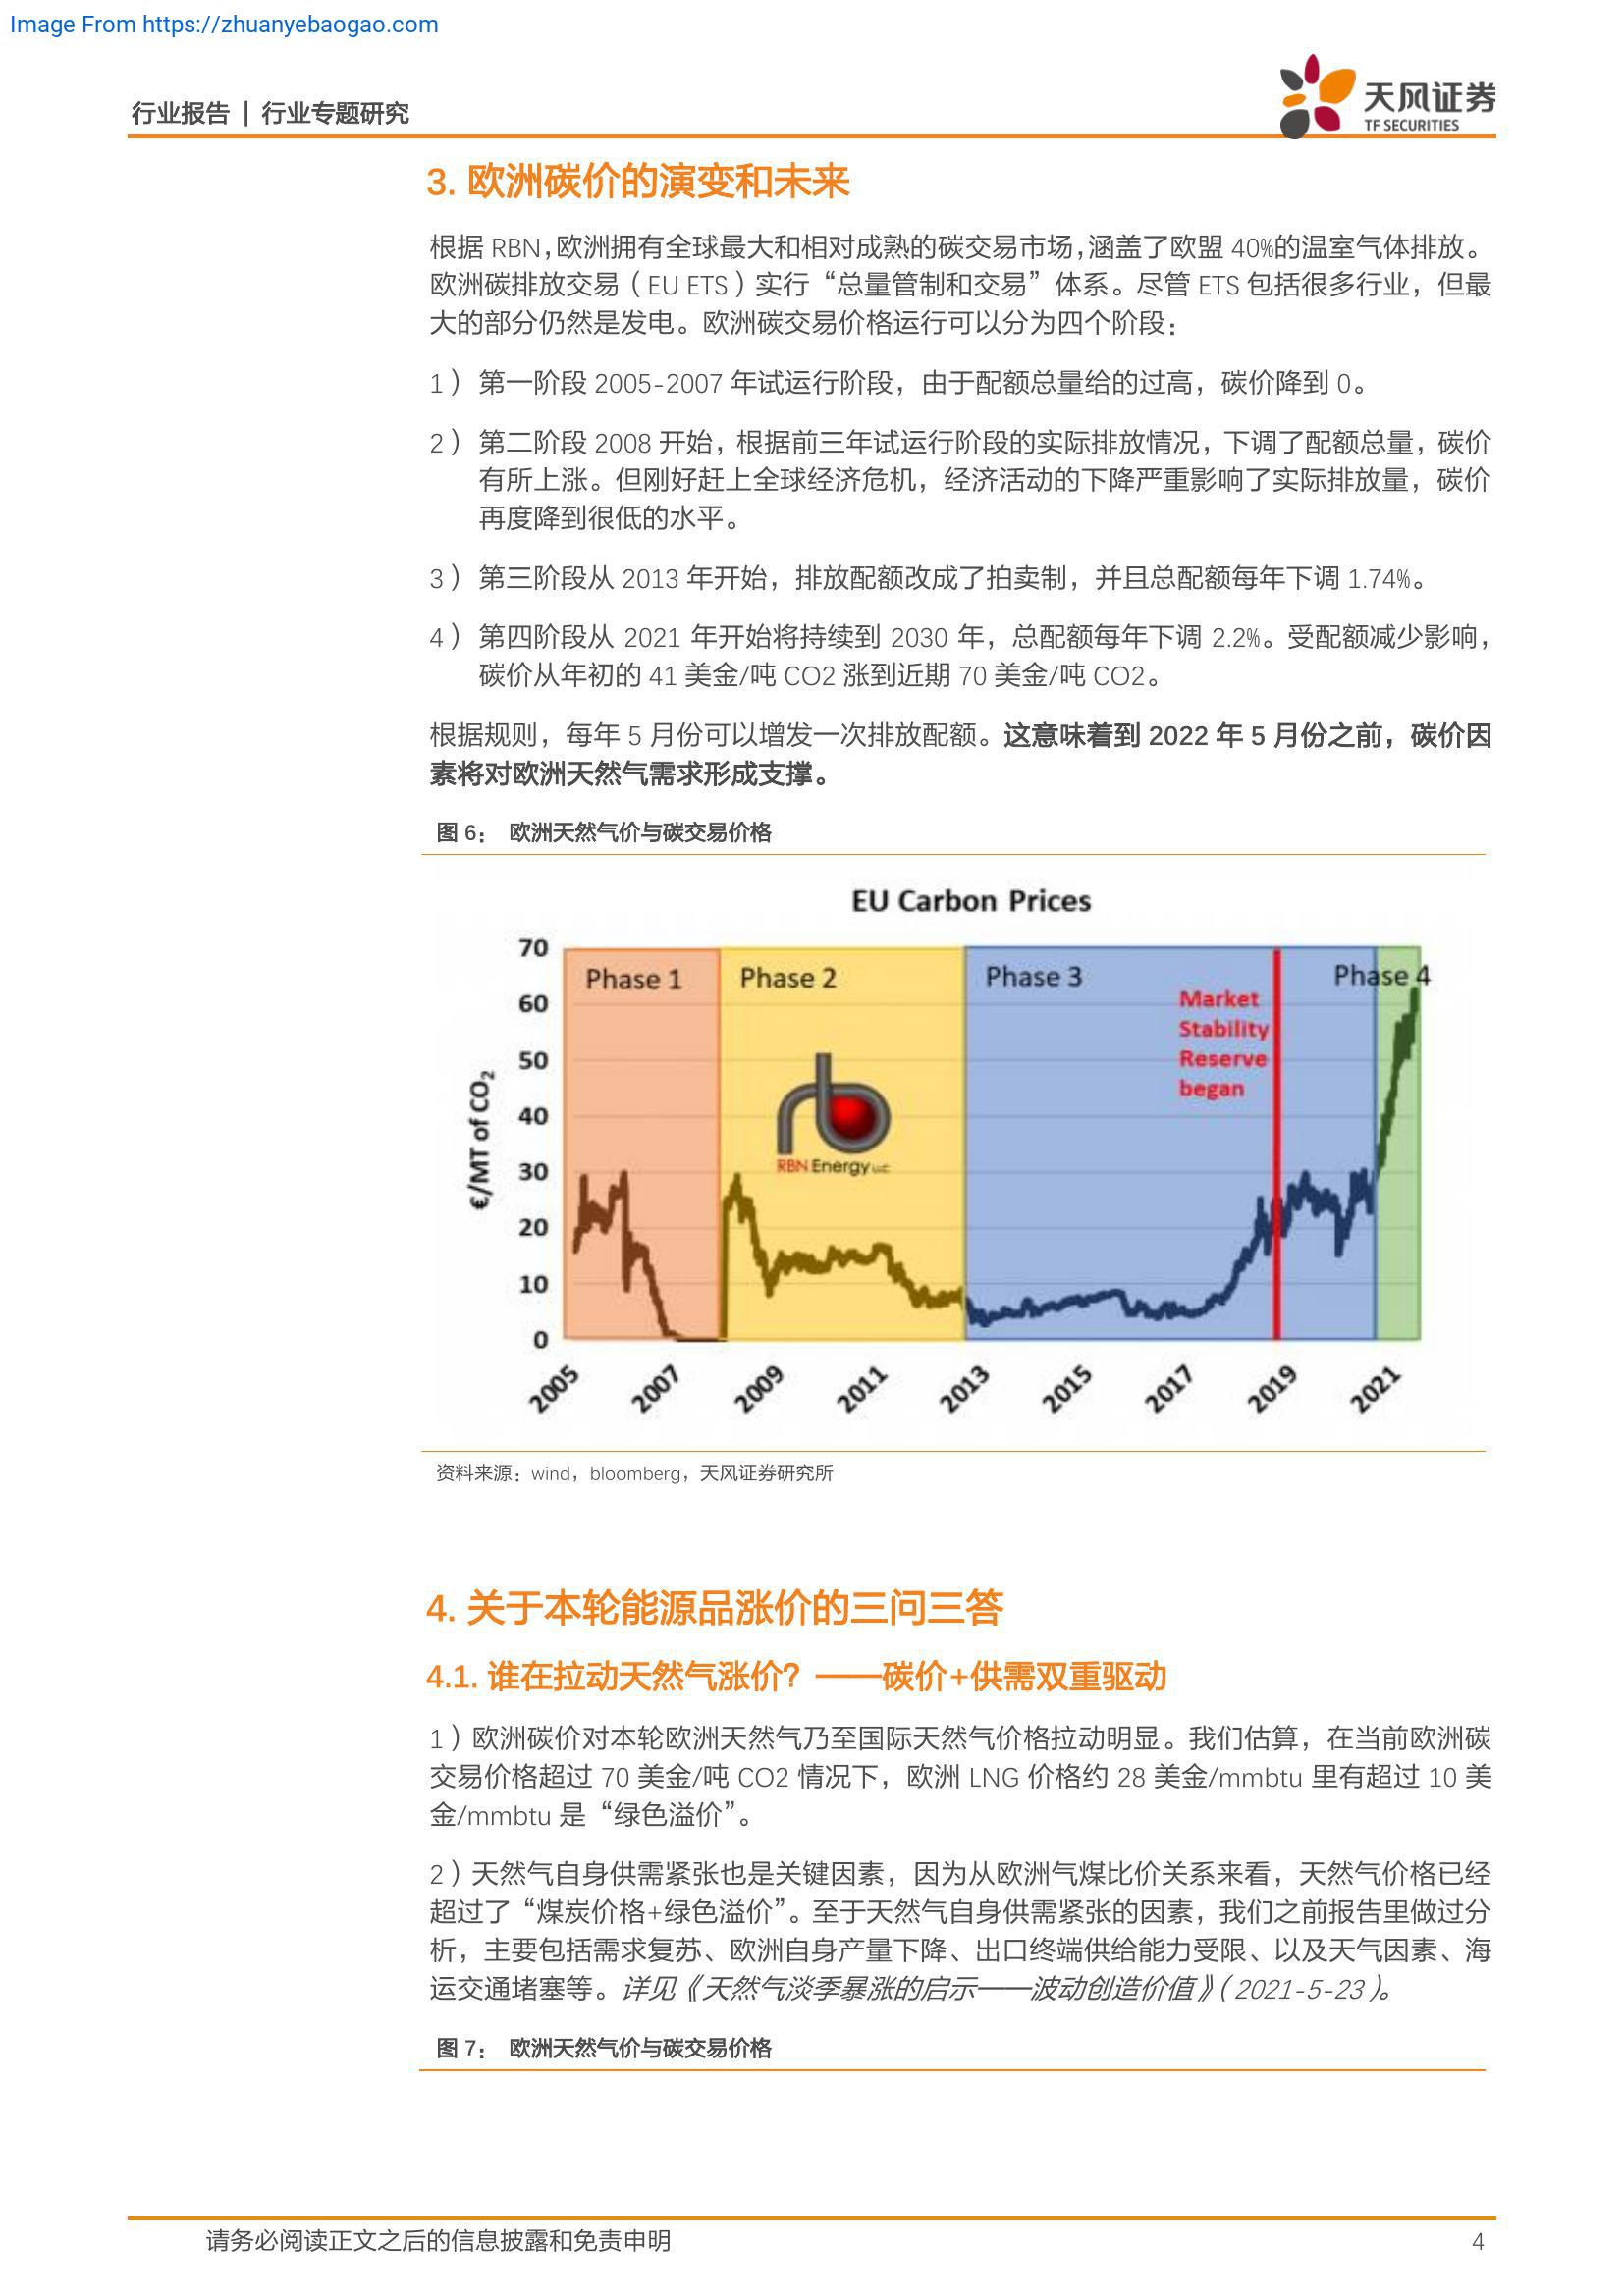 Image From https://zhuanyebaogao.com
行业报告 | 行业专题研究
天风证券
TF SECURITIES
3. 欧洲碳价的演变和未来
根据 RBN，欧洲拥有全球最大和相对成熟的碳交易市场，涵盖了欧盟 40%的温室气体排放。
欧洲碳排放交易（EU ETS）实行“总量管制和交易”体系。尽管 ETS 包括很多行业，但最
大的部分仍然是发电。欧洲碳交易价格运行可以分为四个阶段：
1） 第一阶段 2005-2007 年试运行阶段，由于配额总量给的过高，碳价降到 0。
2） 第二阶段 2008 开始，根据前三年试运行阶段的实际排放情况，下调了配额总量，碳价
有所上涨。但刚好赶上全球经济危机，经济活动的下降严重影响了实际排放量，碳价
再度降到很低的水平。
3） 第三阶段从 2013 年开始，排放配额改成了拍卖制，并且总配额每年下调 1.74%。
4） 第四阶段从 2021 年开始将持续到 2030 年，总配额每年下调 2.2%。受配额减少影响，
碳价从年初的 41 美金/吨 CO2 涨到近期 70 美金/吨 CO2。
根据规则，每年 5 月份可以增发一次排放配额。这意味着到 2022 年 5 月份之前，碳价因
素将对欧洲天然气需求形成支撑。
图 6： 欧洲天然气价与碳交易价格
EU Carbon Prices
€/MT of CO₂
70
60
50
40
30
20
10
0
Phase 1
Phase 2
Phase 3
Phase 4
Market
Stability
Reserve
began
RBN Energy LLC
2005
2007
2009
2011
2013
2015
2017
2019
2021
资料来源：wind，bloomberg，天风证券研究所
4. 关于本轮能源品涨价的三问三答
4.1. 谁在拉动天然气涨价？——碳价+供需双重驱动
1）欧洲碳价对本轮欧洲天然气乃至国际天然气价格拉动明显。我们估算，在当前欧洲碳
交易价格超过 70 美金/吨 CO2 情况下，欧洲 LNG 价格约 28 美金/mmbtu 里有超过 10 美
金/mmbtu 是“绿色溢价”。
2）天然气自身供需紧张也是关键因素，因为从欧洲气煤比价关系来看，天然气价格已经
超过了“煤炭价格+绿色溢价”。至于天然气自身供需紧张的因素，我们之前报告里做过分
析，主要包括需求复苏、欧洲自身产量下降、出口终端供给能力受限、以及天气因素、海
运交通堵塞等。详见《天然气淡季暴涨的启示——波动创造价值》（2021-5-23）。
图 7： 欧洲天然气价与碳交易价格
请务必阅读正文之后的信息披露和免责申明
4